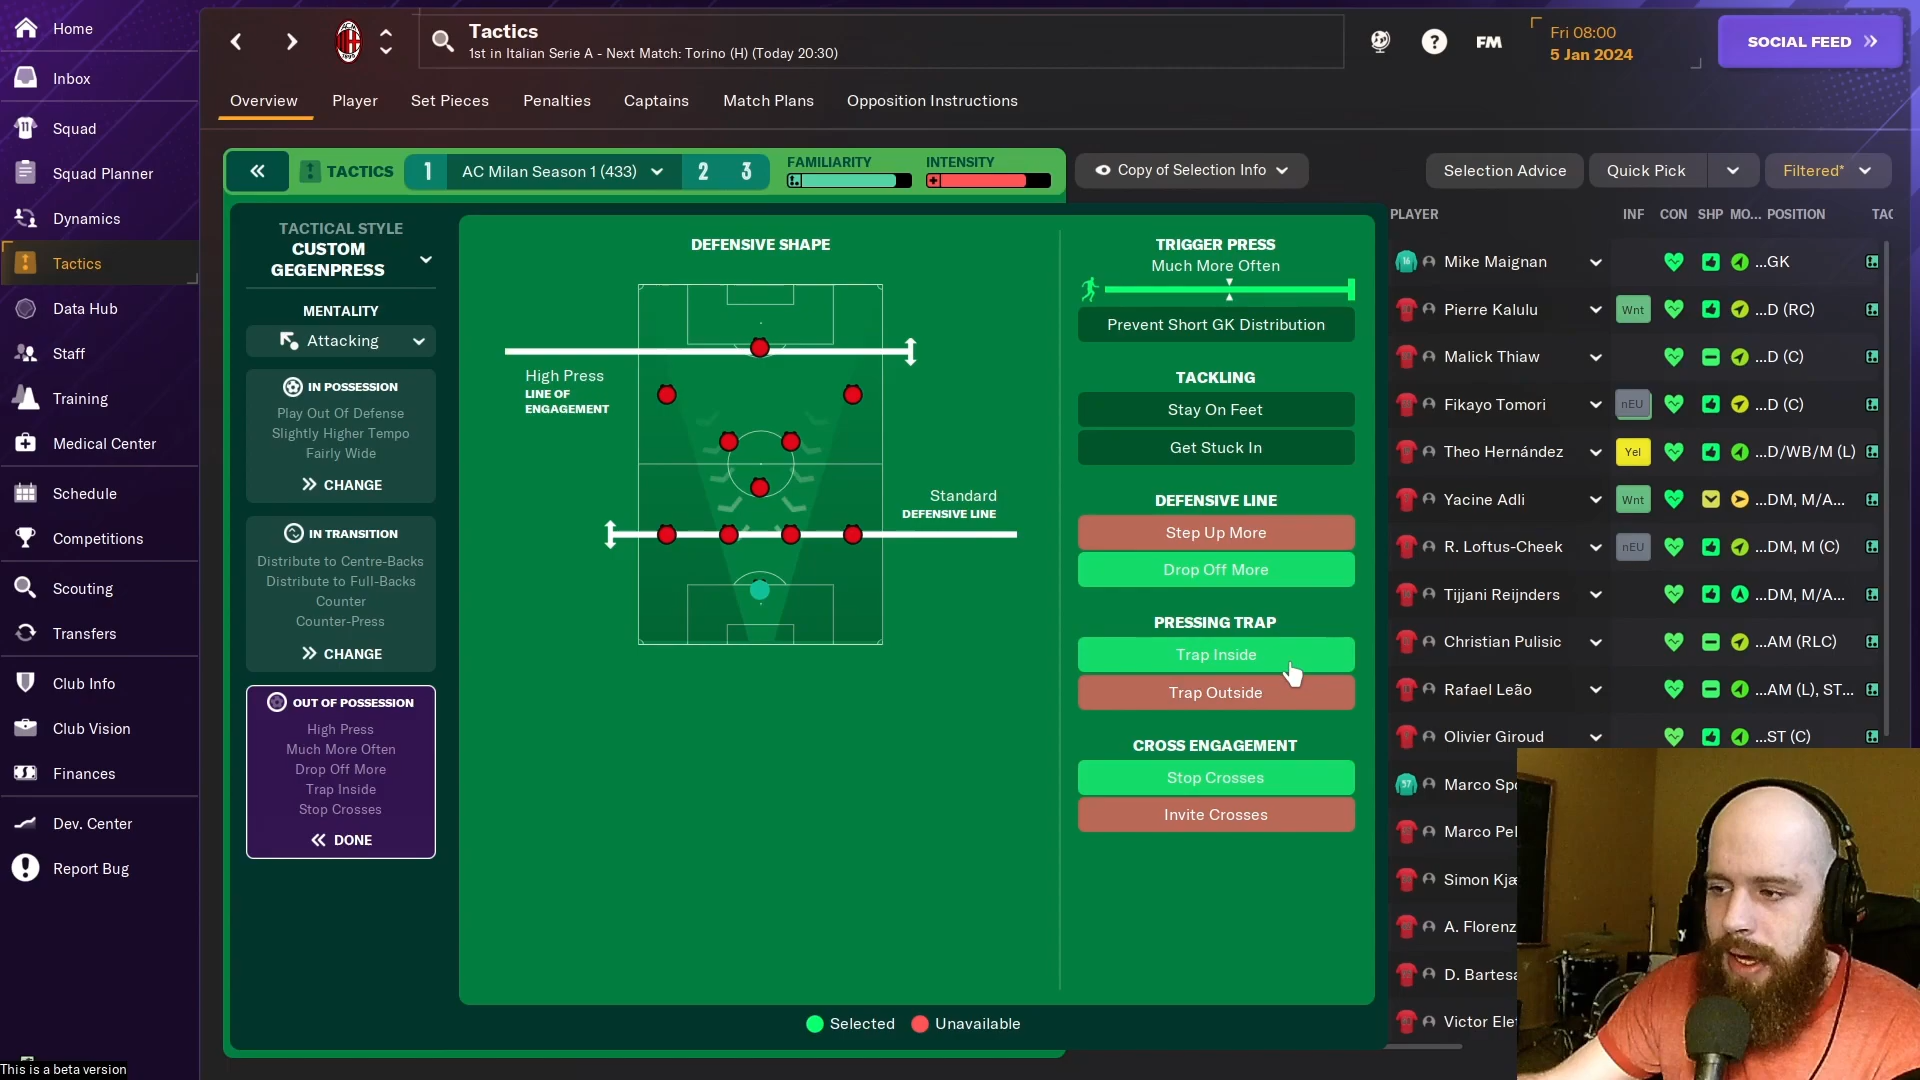 Home
Inbox
Squad
Squad Planner
Dynamics
Tactics
Data Hub
Staff
Training
Medical Center
Schedule
Competitions
Scouting
Transfers
Club Info
Club Vision
Finances
Dev. Center
Report Bug
This is a beta version
Tactics
1st in Italian Serie A - Next Match: Torino (H) (Today 20:30)
FM
Fri 08:00
5 Jan 2024
SOCIAL FEED
Overview
Player
Set Pieces
Penalties
Captains
Match Plans
Opposition Instructions
TACTICS
1
AC Milan Season 1 (433)
2
3
FAMILIARITY
INTENSITY
Copy of Selection Info
Selection Advice
Quick Pick
Filtered*
TACTICAL STYLE
CUSTOM
GEGENPRESS
MENTALITY
Attacking
IN POSSESSION
Play Out Of Defense
Slightly Higher Tempo
Fairly Wide
CHANGE
IN TRANSITION
Distribute to Centre-Backs
Distribute to Full-Backs
Counter
Counter-Press
CHANGE
OUT OF POSSESSION
High Press
Much More Often
Drop Off More
Trap Inside
Stop Crosses
DONE
DEFENSIVE SHAPE
High Press
LINE OF
ENGAGEMENT
Standard
DEFENSIVE LINE
TRIGGER PRESS
Much More Often
Prevent Short GK Distribution
TACKLING
Stay On Feet
Get Stuck In
DEFENSIVE LINE
Step Up More
Drop Off More
PRESSING TRAP
Trap Inside
Trap Outside
CROSS ENGAGEMENT
Stop Crosses
Invite Crosses
Selected
Unavailable
PLAYER INF CON SHP MO... POSITION TAC
Mike Maignan ...GK
Pierre Kalulu Wnt ...D (RC)
Malick Thiaw ...D (C)
Fikayo Tomori nEU ...D (C)
Theo Hernández Yel ...D/WB/M (L)
Yacine Adli Wnt ...DM, M/A...
R. Loftus-Cheek nEU ...DM, M (C)
Tijjani Reijnders ...DM, M/A...
Christian Pulisic ...AM (RLC)
Rafael Leão ...AM (L), ST...
Olivier Giroud ...ST (C)
57 Marco Spo
Marco Pel
Simon Kjæ
A. Florenz
D. Bartesa
Victor Elet